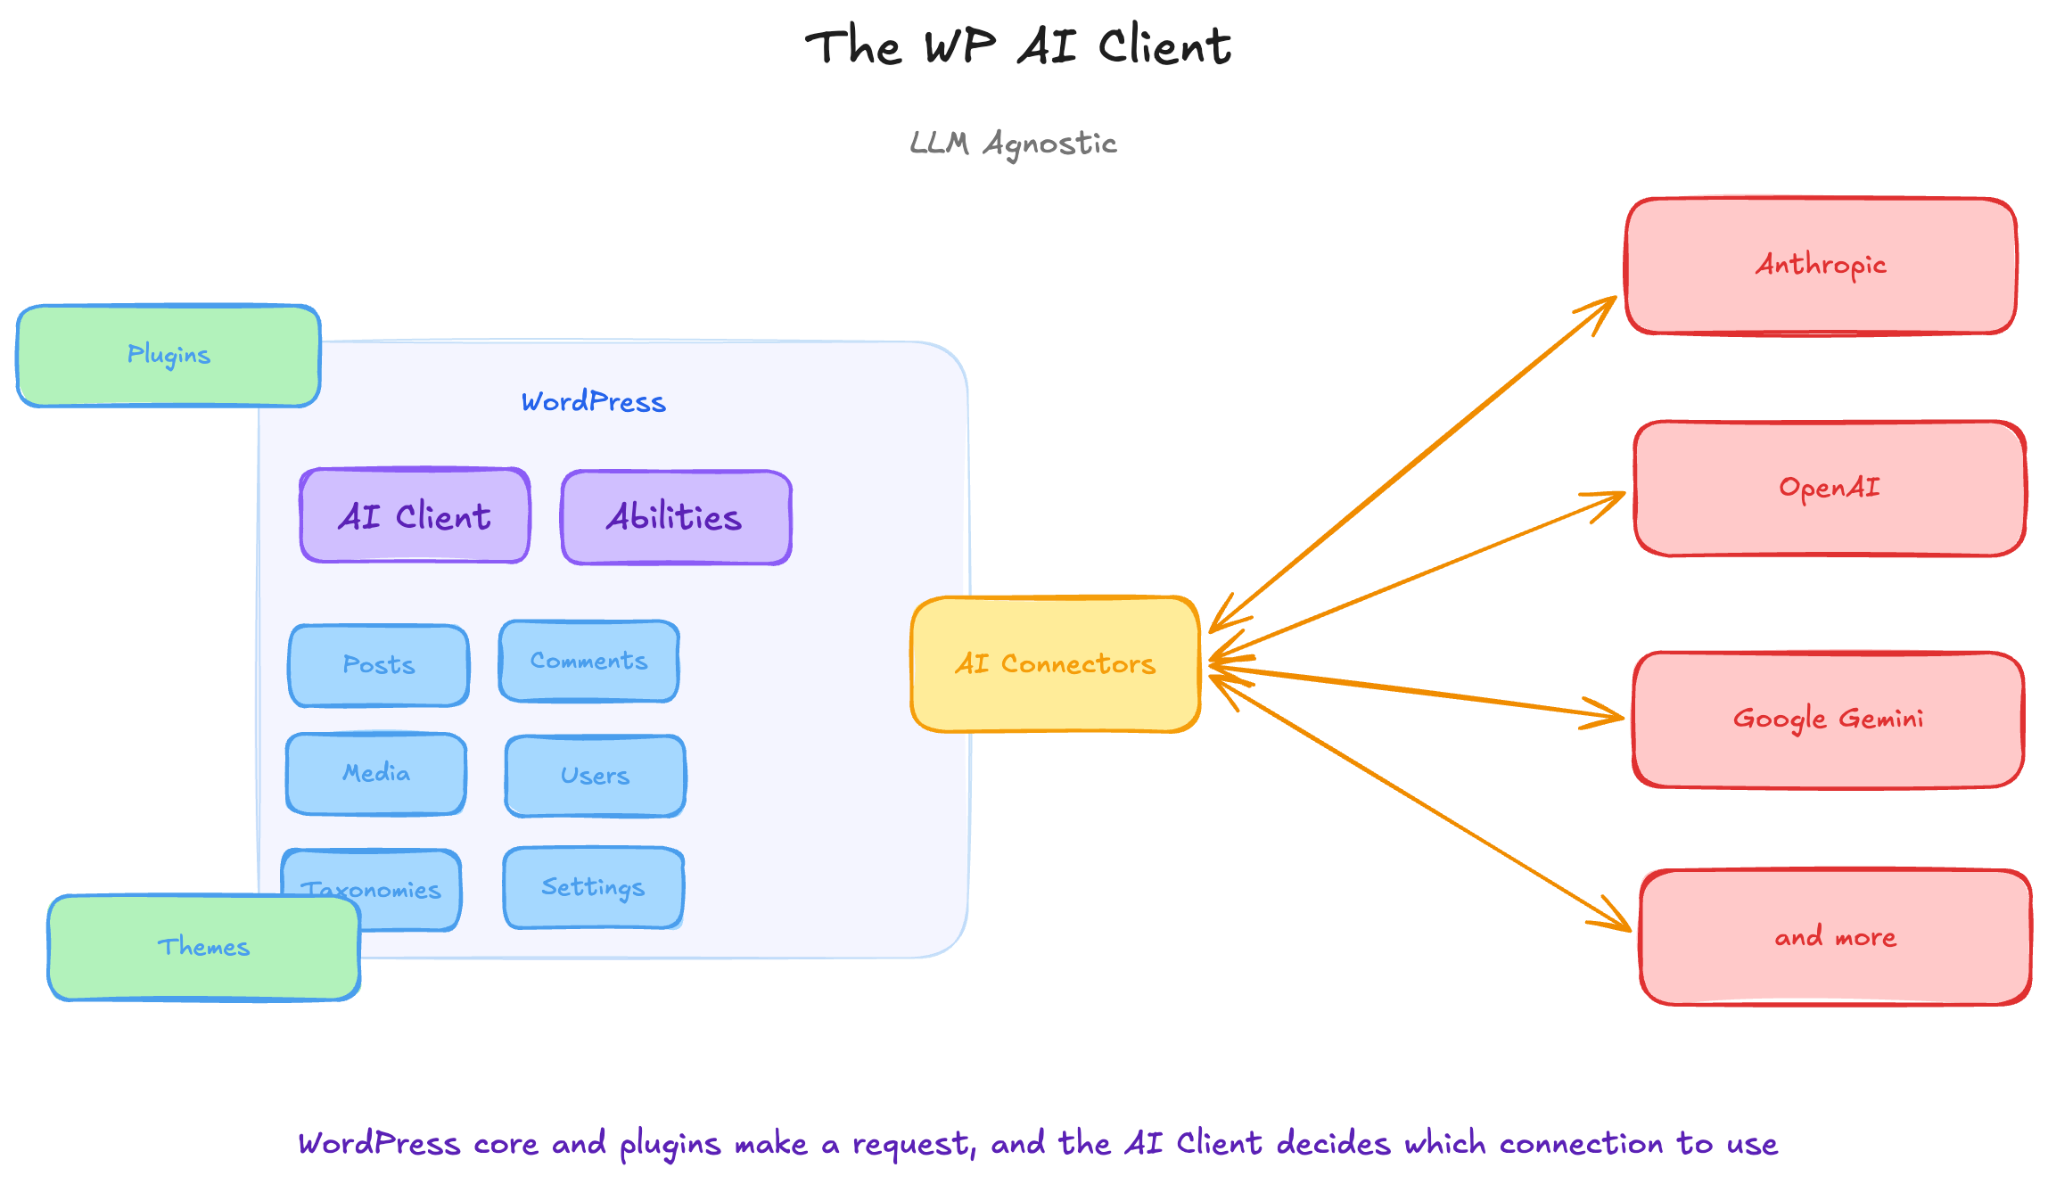 The WP AI Client
LLM Agnostic
Plugins
WordPress
AI Client
Abilities
Posts
Comments
Media
Users
Taxonomies
Settings
Themes
AI Connectors
Anthropic
OpenAI
Google Gemini
and more
WordPress core and plugins make a request, and the AI Client decides which connection to use